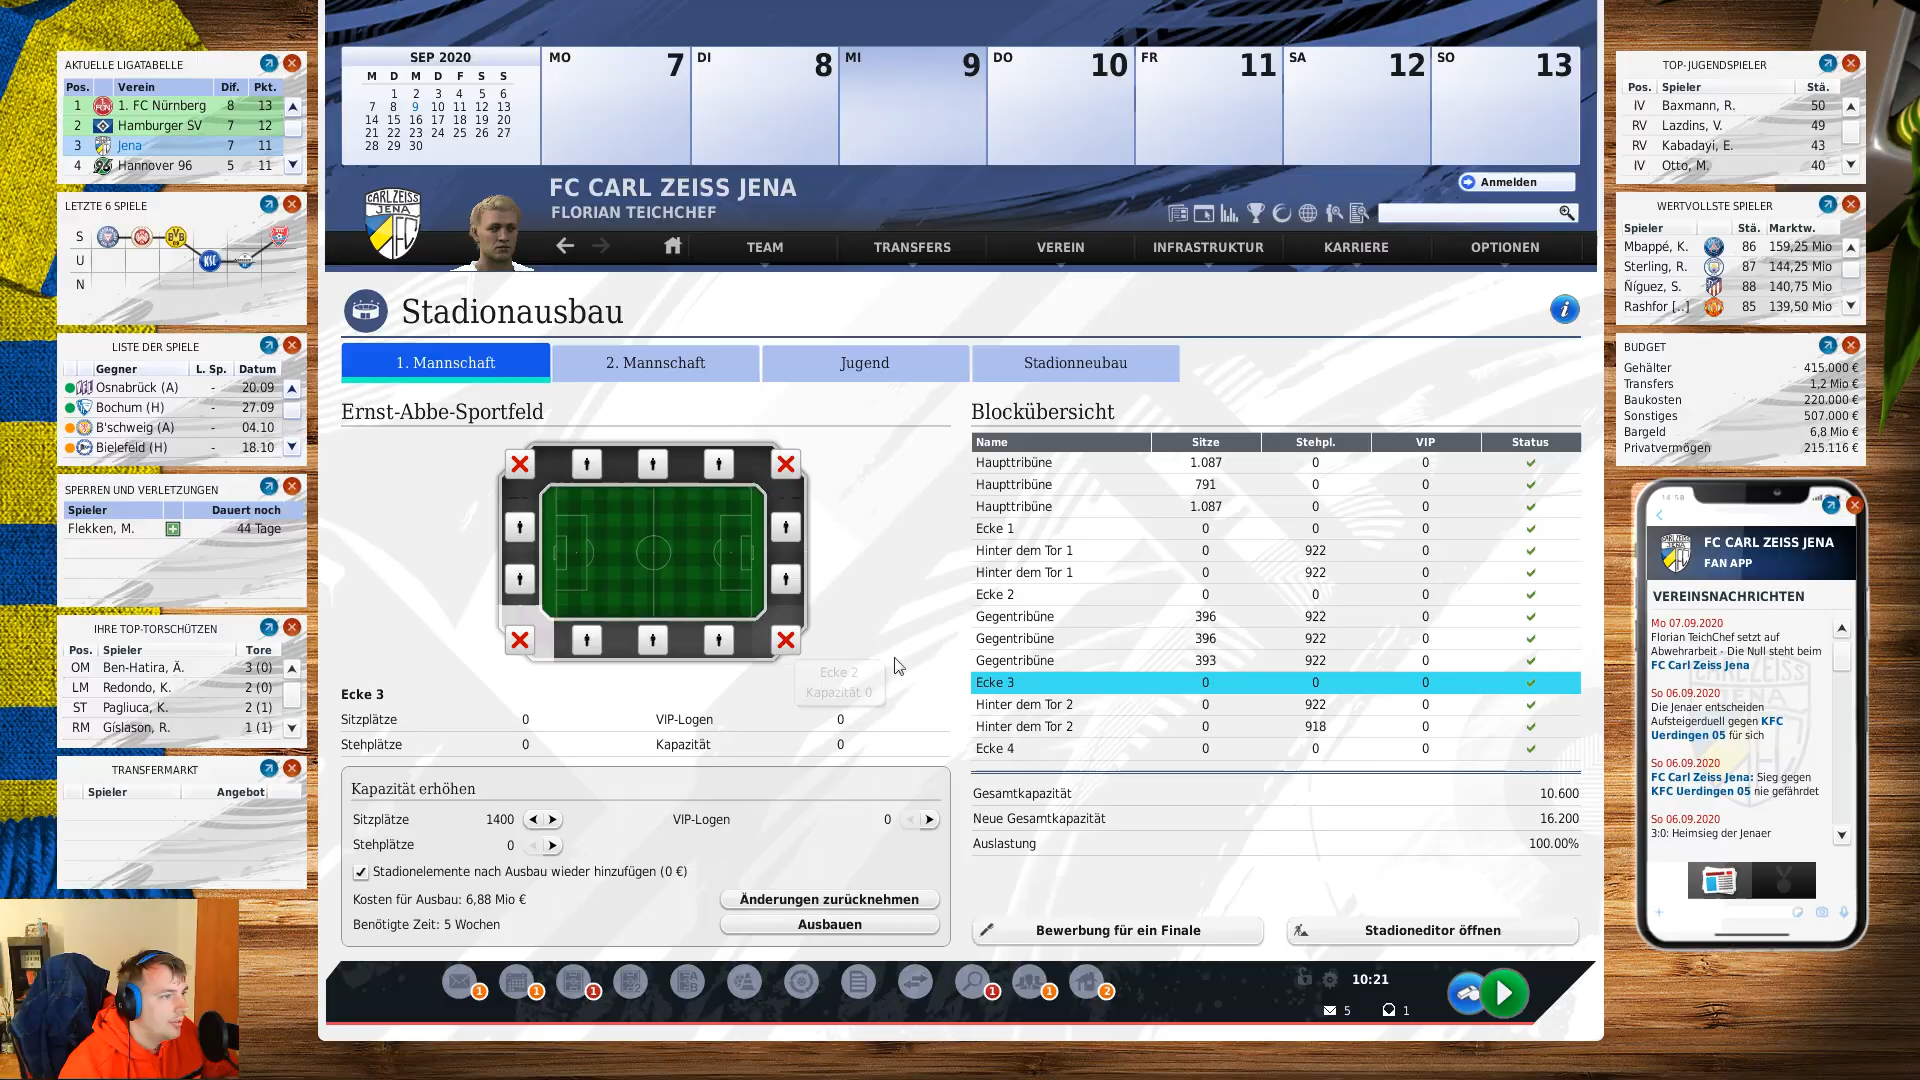 AKTUELLE LIGATABELLE
Pos. Verein Dif. Pkt.
1 1. FC Nürnberg 8 13
2 Hamburger SV 7 12
3 Jena 7 11
4 Hannover 96 5 11
LETZTE 6 SPIELE
S
U
N
LISTE DER SPIELE
Gegner L. Sp. Datum
Osnabrück (A) - 20.09
Bochum (H) - 27.09
B'schweig (A) - 04.10
Bielefeld (H) - 18.10
SPERREN UND VERLETZUNGEN
Spieler Dauert noch
Flekken, M. 44 Tage
IHRE TOP-TORSCHÜTZEN
Pos. Spieler Tore
OM Ben-Hatira, Ä. 3 (0)
LM Redondo, K. 2 (0)
ST Pagliuca, K. 2 (1)
RM Gíslason, R. 1 (1)
TRANSFERMARKT
Spieler Angebot
SEP 2020
M D M D F S S
1 2 3 4 5 6
7 8 9 10 11 12 13
14 15 16 17 18 19 20
21 22 23 24 25 26 27
28 29 30
MO 7 DI 8 MI 9 DO 10 FR 11 SA 12 SO 13
CARL ZEISS
JENA
FC
FC CARL ZEISS JENA
FLORIAN TEICHCHEF
Anmelden
TEAM TRANSFERS VEREIN INFRASTRUKTUR KARRIERE OPTIONEN
Stadionausbau
1. Mannschaft 2. Mannschaft Jugend Stadionneubau
Ernst-Abbe-Sportfeld
Ecke 2
Kapazität 0
Ecke 3
Sitzplätze 0 VIP-Logen 0
Stehplätze 0 Kapazität 0
Kapazität erhöhen
Sitzplätze 1400 VIP-Logen 0
Stehplätze 0
Stadionelemente nach Ausbau wieder hinzufügen (0 €)
Kosten für Ausbau: 6,88 Mio € Änderungen zurücknehmen
Benötigte Zeit: 5 Wochen Ausbauen
Blockübersicht
Name Sitze Stehpl. VIP Status
Haupttribüne 1.087 0 0
Haupttribüne 791 0 0
Haupttribüne 1.087 0 0
Ecke 1 0 0 0
Hinter dem Tor 1 0 922 0
Hinter dem Tor 1 0 922 0
Ecke 2 0 0 0
Gegentribüne 396 922 0
Gegentribüne 396 922 0
Gegentribüne 393 922 0
Ecke 3 0 0 0
Hinter dem Tor 2 0 922 0
Hinter dem Tor 2 0 918 0
Ecke 4 0 0 0
Gesamtkapazität 10.600
Neue Gesamtkapazität 16.200
Auslastung 100.00%
Bewerbung für ein Finale Stadioneditor öffnen
1 1 1 1 1 2
10:21
5 1
TOP-JUGENDSPIELER
Pos. Spieler Stä.
IV Baxmann, R. 50
RV Lazdins, V. 49
RV Kabadayi, E. 43
IV Otto, M. 40
WERTVOLLSTE SPIELER
Spieler Stä. Marktw.
Mbappé, K. 86 159,25 Mio
Sterling, R. 87 144,25 Mio
Ñíguez, S. 88 140,75 Mio
Rashfor [..] 85 139,50 Mio
BUDGET
Gehälter 415.000 €
Transfers 1,2 Mio €
Baukosten 220.000 €
Sonstiges 507.000 €
Bargeld 6,8 Mio €
Privatvermögen 215.116 €
14 58
FC CARL ZEISS JENA
FAN APP
VEREINSNACHRICHTEN
Mo 07.09.2020
Florian TeichChef setzt auf
Abwehrarbeit - Die Null steht beim
FC Carl Zeiss Jena
So 06.09.2020
Die Jenaer entscheiden
Aufsteigerduell gegen KFC
Uerdingen 05 für sich
So 06.09.2020
FC Carl Zeiss Jena: Sieg gegen
KFC Uerdingen 05 nie gefährdet
So 06.09.2020
3:0: Heimsieg der Jenaer